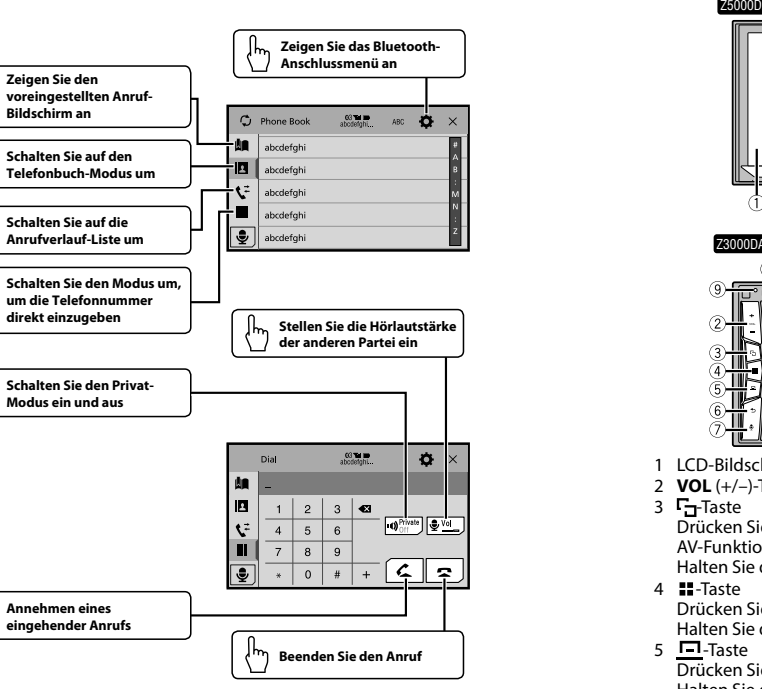 Zeigen Sie das Bluetooth-
Anschlussmenü an
Zeigen Sie den
voreingestellten Anruf-
Bildschirm an
Schalten Sie auf den
Telefonbuch-Modus um
Schalten Sie auf die
Anrufverlauf-Liste um
Schalten Sie den Modus um,
um die Telefonnummer
direkt einzugeben
Phone Book
abcdefghi...
ABC
abcdefghi
abcdefghi
abcdefghi
abcdefghi
abcdefghi
#
A
B
:
M
N
:
Z
Stellen Sie die Hörlautstärke
der anderen Partei ein
Schalten Sie den Privat-
Modus ein und aus
Dial
abcdefghi...
_
1 2 3
4 5 6
7 8 9
* 0 # +
Private
Off
Vol
Annehmen eines
eingehender Anrufs
Beenden Sie den Anruf
Z5000D
1
Z3000DA
9
2
3
4
5
6
7
1 LCD-Bildsch
2 VOL (+/–)-T
3 -Taste
Drücken Sie
AV-Funktio
Halten Sie d
4 -Taste
Drücken Sie
Halten Sie d
5 -Taste
Drücken Sie